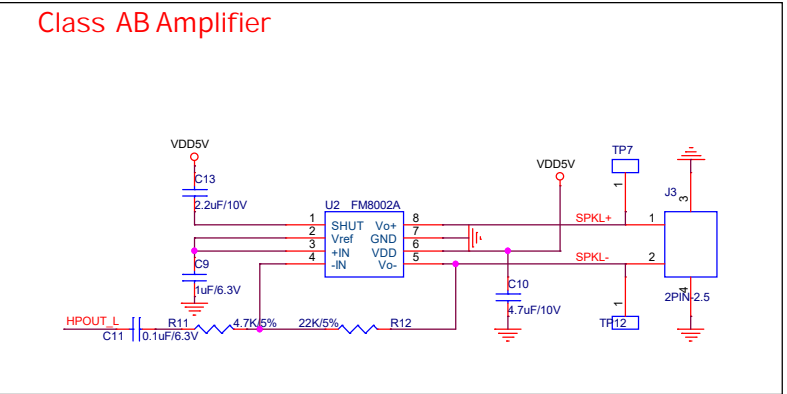 Class AB Amplifier
VDD5V
C13
2.2uF/10V
U2 FM8002A
1 SHUT Vo+ 8
2 Vref GND 7
3 +IN VDD 6
4 -IN Vo- 5
C9
1uF/6.3V
HPOUT_L
C11 0.1uF/6.3V
R11 4.7K/5%
22K/5% R12
VDD5V
C10
4.7uF/10V
TP7
1
SPKL+
SPKL-
1
TP12
J3
3
1
2
4
2PIN-2.5